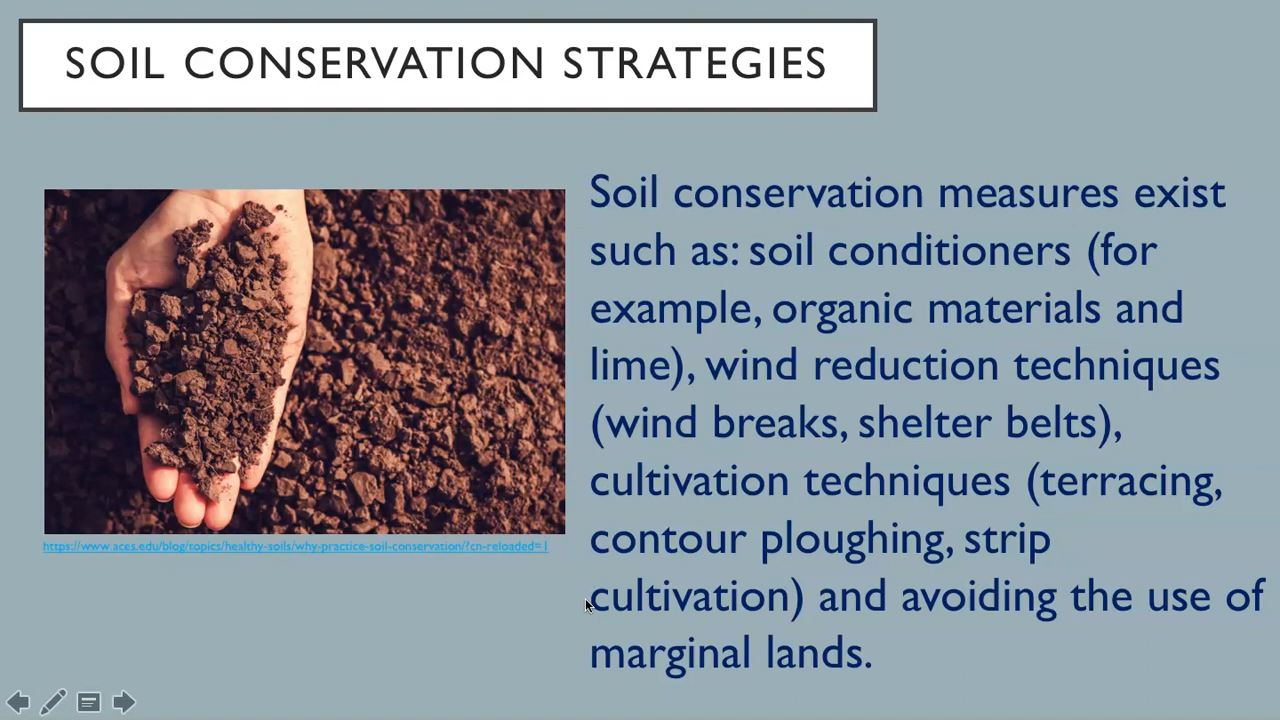 SOIL CONSERVATION STRATEGIES
Soil conservation measures exist
such as: soil conditioners (for
example, organic materials and
lime), wind reduction techniques
(wind breaks, shelter belts),
cultivation techniques (terracing,
contour ploughing, strip
cultivation) and avoiding the use of
marginal lands.
https://www.aces.edu/blog/topics/healthy-soils/why-practice-soil-conservation/?cn-reloaded=1